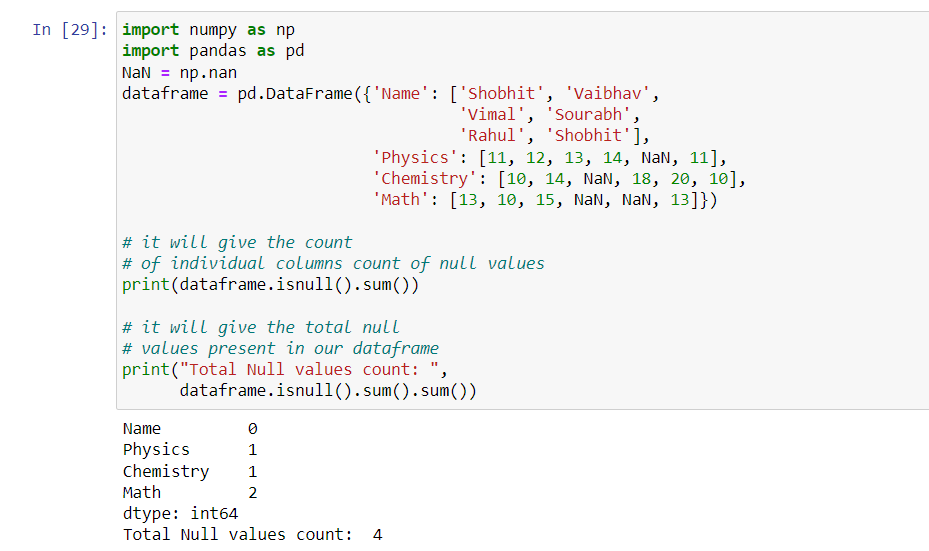 In [29]: import numpy as np
import pandas as pd
NaN = np.nan
dataframe = pd.DataFrame({'Name': ['Shobhit', 'Vaibhav',
                                   'Vimal', 'Sourabh',
                                   'Rahul', 'Shobhit'],
                          'Physics': [11, 12, 13, 14, NaN, 11],
                          'Chemistry': [10, 14, NaN, 18, 20, 10],
                          'Math': [13, 10, 15, NaN, NaN, 13]})

# it will give the count
# of individual columns count of null values
print(dataframe.isnull().sum())

# it will give the total null
# values present in our dataframe
print("Total Null values count: ",
      dataframe.isnull().sum().sum())

Name         0
Physics      1
Chemistry    1
Math         2
dtype: int64
Total Null values count:  4